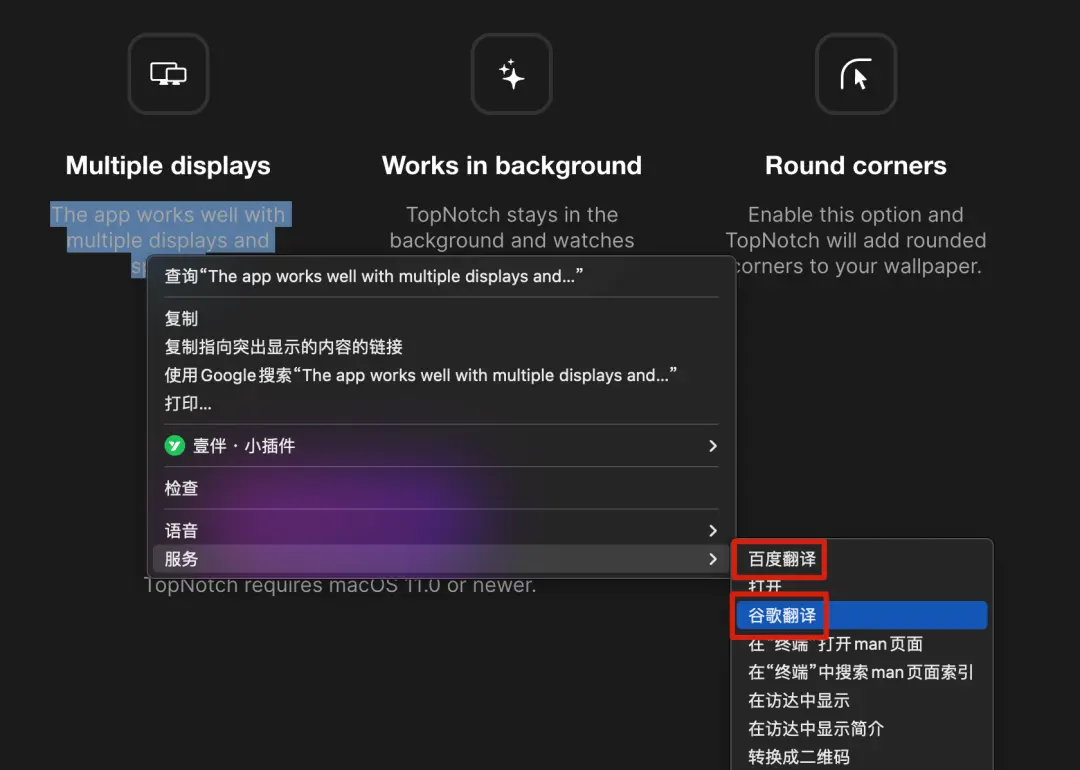 Multiple displays
The app works well with
multiple displays and
Works in background
TopNotch stays in the
background and watches
Round corners
Enable this option and
TopNotch will add rounded
corners to your wallpaper.
查询“The app works well with multiple displays and...”
复制
复制指向突出显示的内容的链接
使用Google搜索“The app works well with multiple displays and...”
打印...
壹伴 · 小插件
检查
语音
服务
TopNotch requires macOS 11.0 or newer.
百度翻译
打开
谷歌翻译
在“终端”打开man页面
在“终端”中搜索man页面索引
在访达中显示
在访达中显示简介
转换成二维码